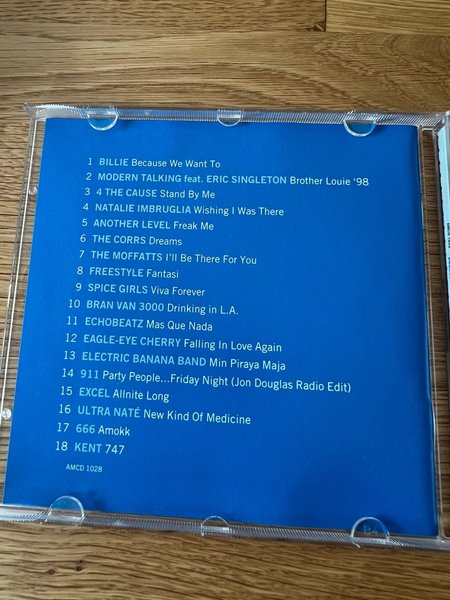 1 BILLIE Because We Want To
2 MODERN TALKING feat. ERIC SINGLETON Brother Louie '98
3 4 THE CAUSE Stand By Me
4 NATALIE IMBRUGLIA Wishing I Was There
5 ANOTHER LEVEL Freak Me
6 THE CORRS Dreams
7 THE MOFFATTS I'll Be There For You
8 FREESTYLE Fantasi
9 SPICE GIRLS Viva Forever
10 BRAN VAN 3000 Drinking in L.A.
11 ECHOBEATZ Mas Que Nada
12 EAGLE-EYE CHERRY Falling In Love Again
13 ELECTRIC BANANA BAND Min Piraya Maja
14 911 Party People...Friday Night (Jon Douglas Radio Edit)
15 EXCEL Allnite Long
16 ULTRA NATÉ New Kind Of Medicine
17 666 Amokk
18 KENT 747
AMCD 1028